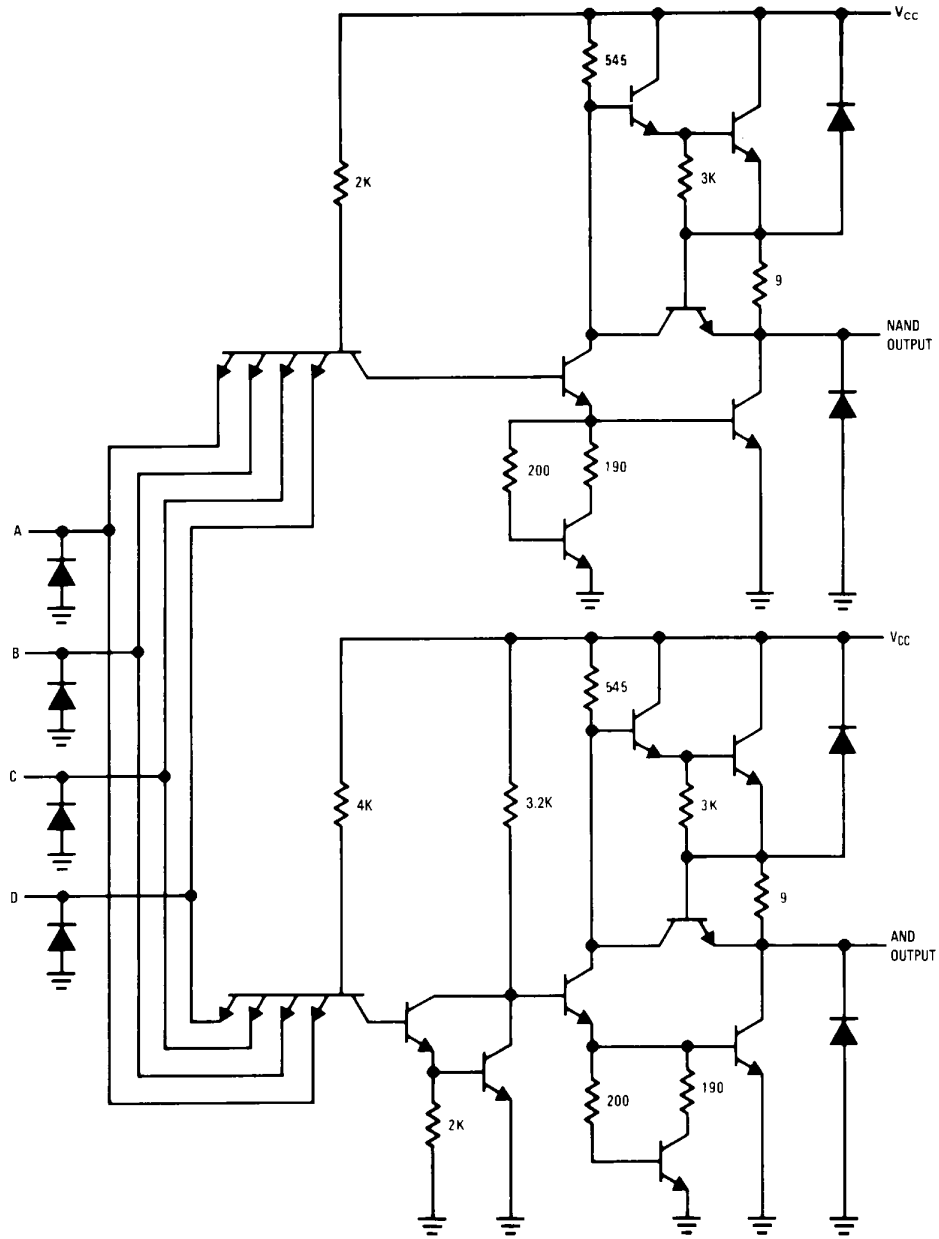 V_CC
545
2K
3K
9
NAND
OUTPUT
200
190
A
B
V_CC
545
C
4K
3.2K
3K
D
9
AND
OUTPUT
200
190
2K